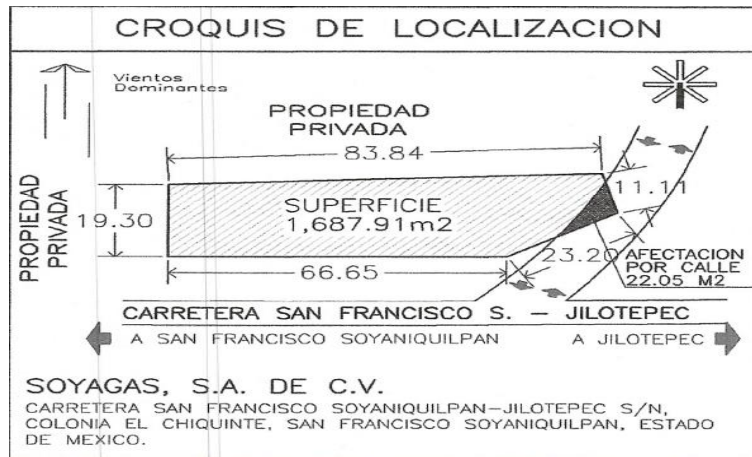 CROQUIS DE LOCALIZACION
Vientos
Dominantes
PROPIEDAD
PRIVADA
83.84
11.11
PROPIEDAD
PRIVADA
19.30
SUPERFICIE
1,687.91m2
23.20
66.65
AFECTACION
POR CALLE
22.05 M2
CARRETERA SAN FRANCISCO S. - JILOTEPEC
A SAN FRANCISCO SOYANIQUILPAN
A JILOTEPEC
SOYAGAS, S.A. DE C.V.
CARRETERA SAN FRANCISCO SOYANIQUILPAN-JILOTEPEC S/N,
COLONIA EL CHIQUINTE, SAN FRANCISCO SOYANIQUILPAN, ESTADO
DE MEXICO.